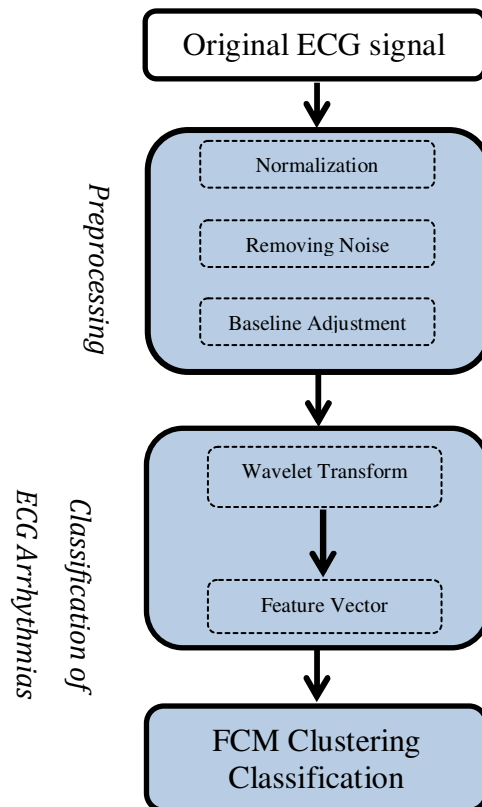 Original ECG signal
Preprocessing
Normalization
Removing Noise
Baseline Adjustment
Classification of
ECG Arrhythmias
Wavelet Transform
Feature Vector
FCM Clustering
Classification